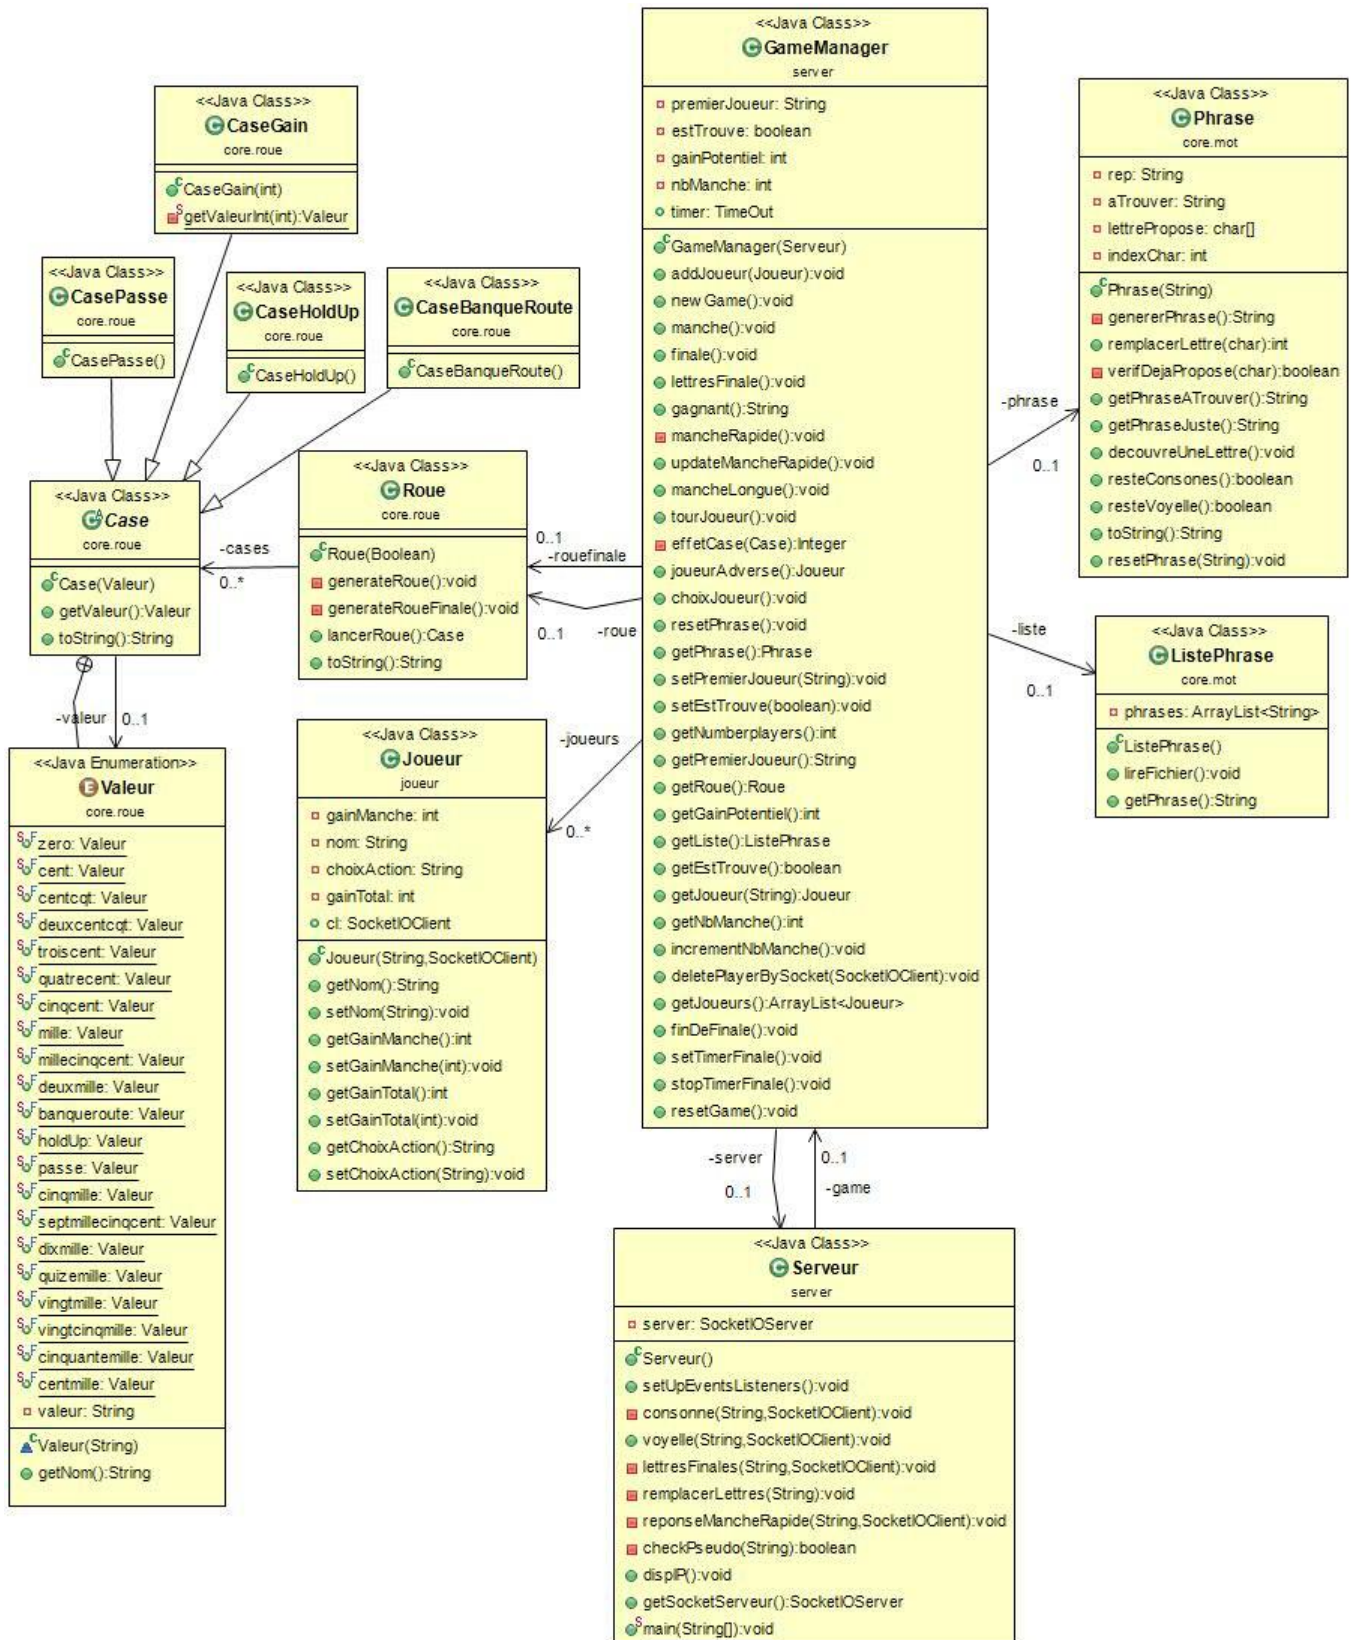 <<Java Class>>
GameManager
server
premierJoueur: String
estTrouve: boolean
gainPotentiel: int
nbManche: int
timer: TimeOut
GameManager(Serveur)
addJoueur(Joueur):void
newGame():void
manche():void
finale():void
lettresFinale():void
gagnant():String
mancheRapide():void
updateMancheRapide():void
mancheLongue():void
tourJoueur():void
effetCase(Case):Integer
joueurAdverse():Joueur
choixJoueur():void
resetPhrase():void
getPhrase():Phrase
setPremierJoueur(String):void
setEstTrouve(boolean):void
getNumberplayers():int
getPremierJoueur():String
getRoue():Roue
getGainPotentiel():int
getListe():ListePhrase
getEstTrouve():boolean
getJoueur(String):Joueur
getNbManche():int
incrementNbManche():void
deletePlayerBySocket(SocketIOClient):void
getJoueurs():ArrayList<Joueur>
finDeFinale():void
setTimerFinale():void
stopTimerFinale():void
resetGame():void
<<Java Class>>
CaseGain
core.roue
CaseGain(int)
getValeurInt(int):Valeur
<<Java Class>>
CasePasse
core.roue
CasePasse()
<<Java Class>>
CaseHoldUp
core.roue
CaseHoldUp()
<<Java Class>>
CaseBanqueRoute
core.roue
CaseBanqueRoute()
<<Java Class>>
Phrase
core.mot
rep: String
aTrouver: String
lettrePropose: char[]
indexChar: int
Phrase(String)
genererPhrase():String
remplacerLettre(char):int
verifDejaPropose(char):boolean
getPhraseATrouver():String
getPhraseJuste():String
decouvreUneLettre():void
resteConsones():boolean
resteVoyelle():boolean
toString():String
resetPhrase(String):void
-phrase
0..1
<<Java Class>>
Case
core.roue
Case(Valeur)
getValeur():Valeur
toString():String
-cases
0..*
<<Java Class>>
Roue
core.roue
Roue(Boolean)
generateRoue():void
generateRoueFinale():void
lancerRoue():Case
toString():String
0..1
-rouefinale
0..1
-roue
-liste
0..1
<<Java Class>>
ListePhrase
core.mot
phrases: ArrayList<String>
ListePhrase()
lireFichier():void
getPhrase():String
-valeur
0..1
<<Java Enumeration>>
Valeur
core.roue
zero: Valeur
cent: Valeur
centcqt: Valeur
deuxcentcqt: Valeur
troiscent: Valeur
quatrecent: Valeur
cinqcent: Valeur
mille: Valeur
millecinqcent: Valeur
deuxmille: Valeur
banqueroute: Valeur
holdUp: Valeur
passe: Valeur
cinqmille: Valeur
septmillecinqcent: Valeur
dixmille: Valeur
quizemille: Valeur
vingtmille: Valeur
vingtcinqmille: Valeur
cinquantemille: Valeur
centmille: Valeur
valeur: String
Valeur(String)
getNom():String
<<Java Class>>
Joueur
joueur
gainManche: int
nom: String
choixAction: String
gainTotal: int
cl: SocketIOClient
Joueur(String,SocketIOClient)
getNom():String
setNom(String):void
getGainManche():int
setGainManche(int):void
getGainTotal():int
setGainTotal(int):void
getChoixAction():String
setChoixAction(String):void
-joueurs
0..*
-server
0..1
0..1
-game
<<Java Class>>
Serveur
server
server: SocketIOServer
Serveur()
setUpEventsListeners():void
consonne(String,SocketIOClient):void
voyelle(String,SocketIOClient):void
lettresFinales(String,SocketIOClient):void
remplacerLettres(String):void
reponseMancheRapide(String,SocketIOClient):void
checkPseudo(String):boolean
dispIP():void
getSocketServeur():SocketIOServer
main(String[]):void